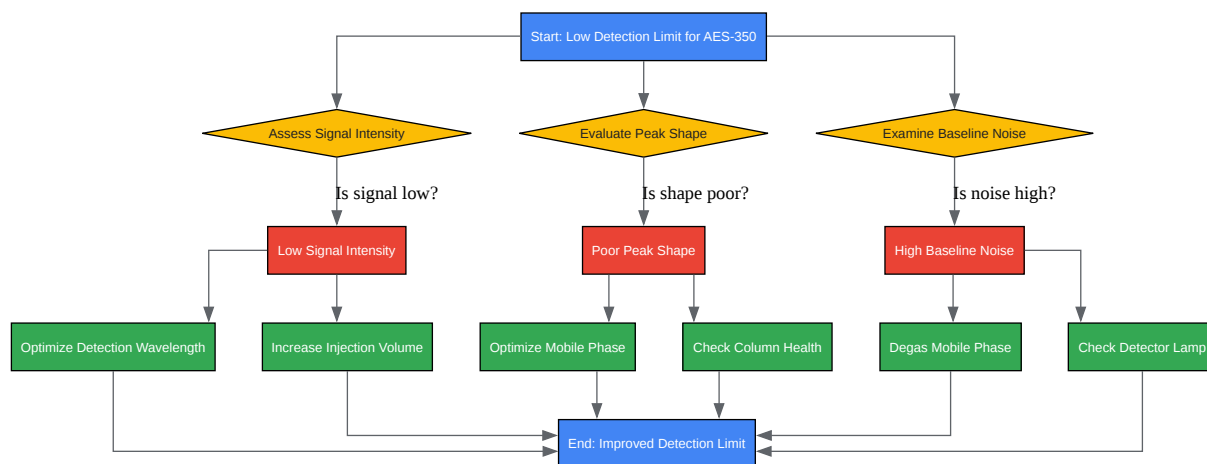 Start: Low Detection Limit for AES-350
Assess Signal Intensity
Evaluate Peak Shape
Examine Baseline Noise
Is signal low?
Is shape poor?
Is noise high?
Low Signal Intensity
Poor Peak Shape
High Baseline Noise
Optimize Detection Wavelength
Increase Injection Volume
Optimize Mobile Phase
Check Column Health
Degas Mobile Phase
Check Detector Lamp
End: Improved Detection Limit